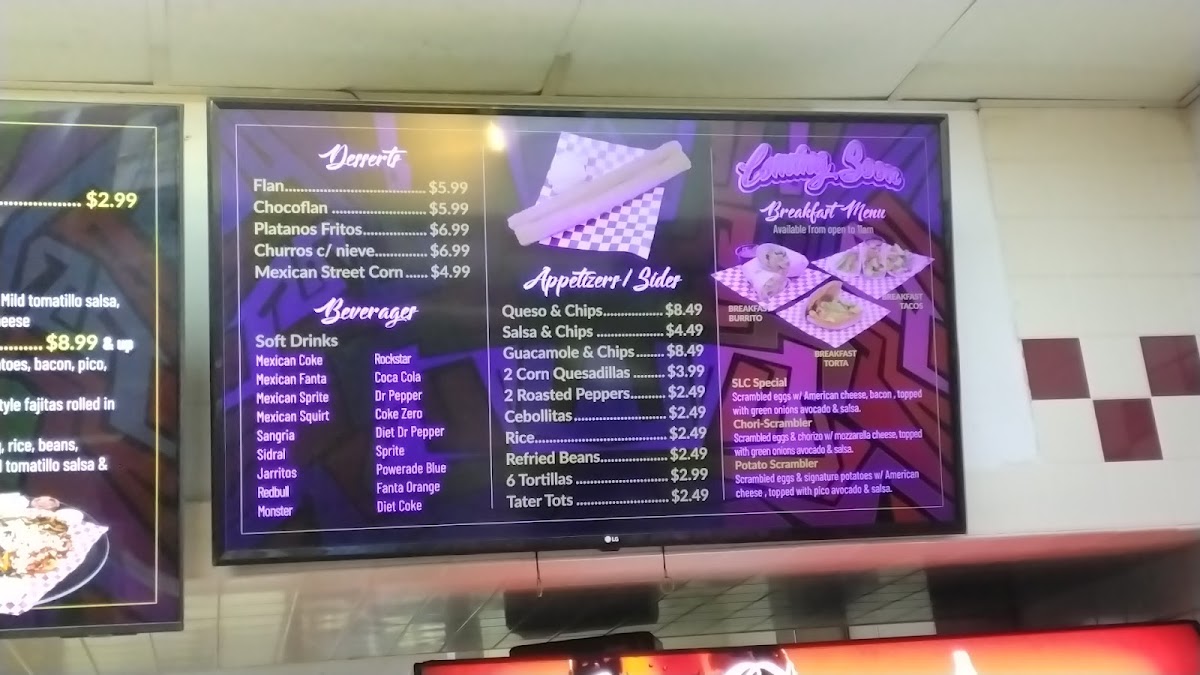 $2.99
Mild tomatillo salsa,
$8.99 & up
bacon, pico,
fajitas rolled in
rice, beans,
tomatillo salsa &
Desserts
Flan $5.99
Chocoflan $5.99
Platanos Fritos $6.99
Churros c/ nieve $6.99
Mexican Street Corn $4.99
Beverages
Soft Drinks
Mexican Coke
Mexican Fanta
Mexican Sprite
Mexican Squirt
Sangria
Sidral
Jarritos
Redbull
Monster
Rockstar
Coca Cola
Dr Pepper
Coke Zero
Diet Dr Pepper
Sprite
Powerade Blue
Fanta Orange
Diet Coke
Appetizers / Sides
Queso & Chips $8.49
Salsa & Chips $4.49
Guacamole & Chips $8.49
2 Corn Quesadillas $3.99
2 Roasted Peppers $2.49
Cebollitas $2.49
Rice $2.49
Refried Beans $2.49
6 Tortillas $2.99
Tater Tots $2.49
Coming Soon
Breakfast Menu
Available from open to 11am
BREAKFAST
BURRITO
BREAKFAST
TACOS
BREAKFAST
TORTA
SLC Special
Scrambled eggs w/ American cheese, bacon , topped
with green onions avocado & salsa.
Chori-Scrambler
Scrambled eggs & chorizo w/ mozzarella cheese, topped
with green onions avocado & salsa.
Potato Scrambler
Scrambled eggs & signature potatoes w/ American
cheese , topped with pico avocado & salsa.
LG